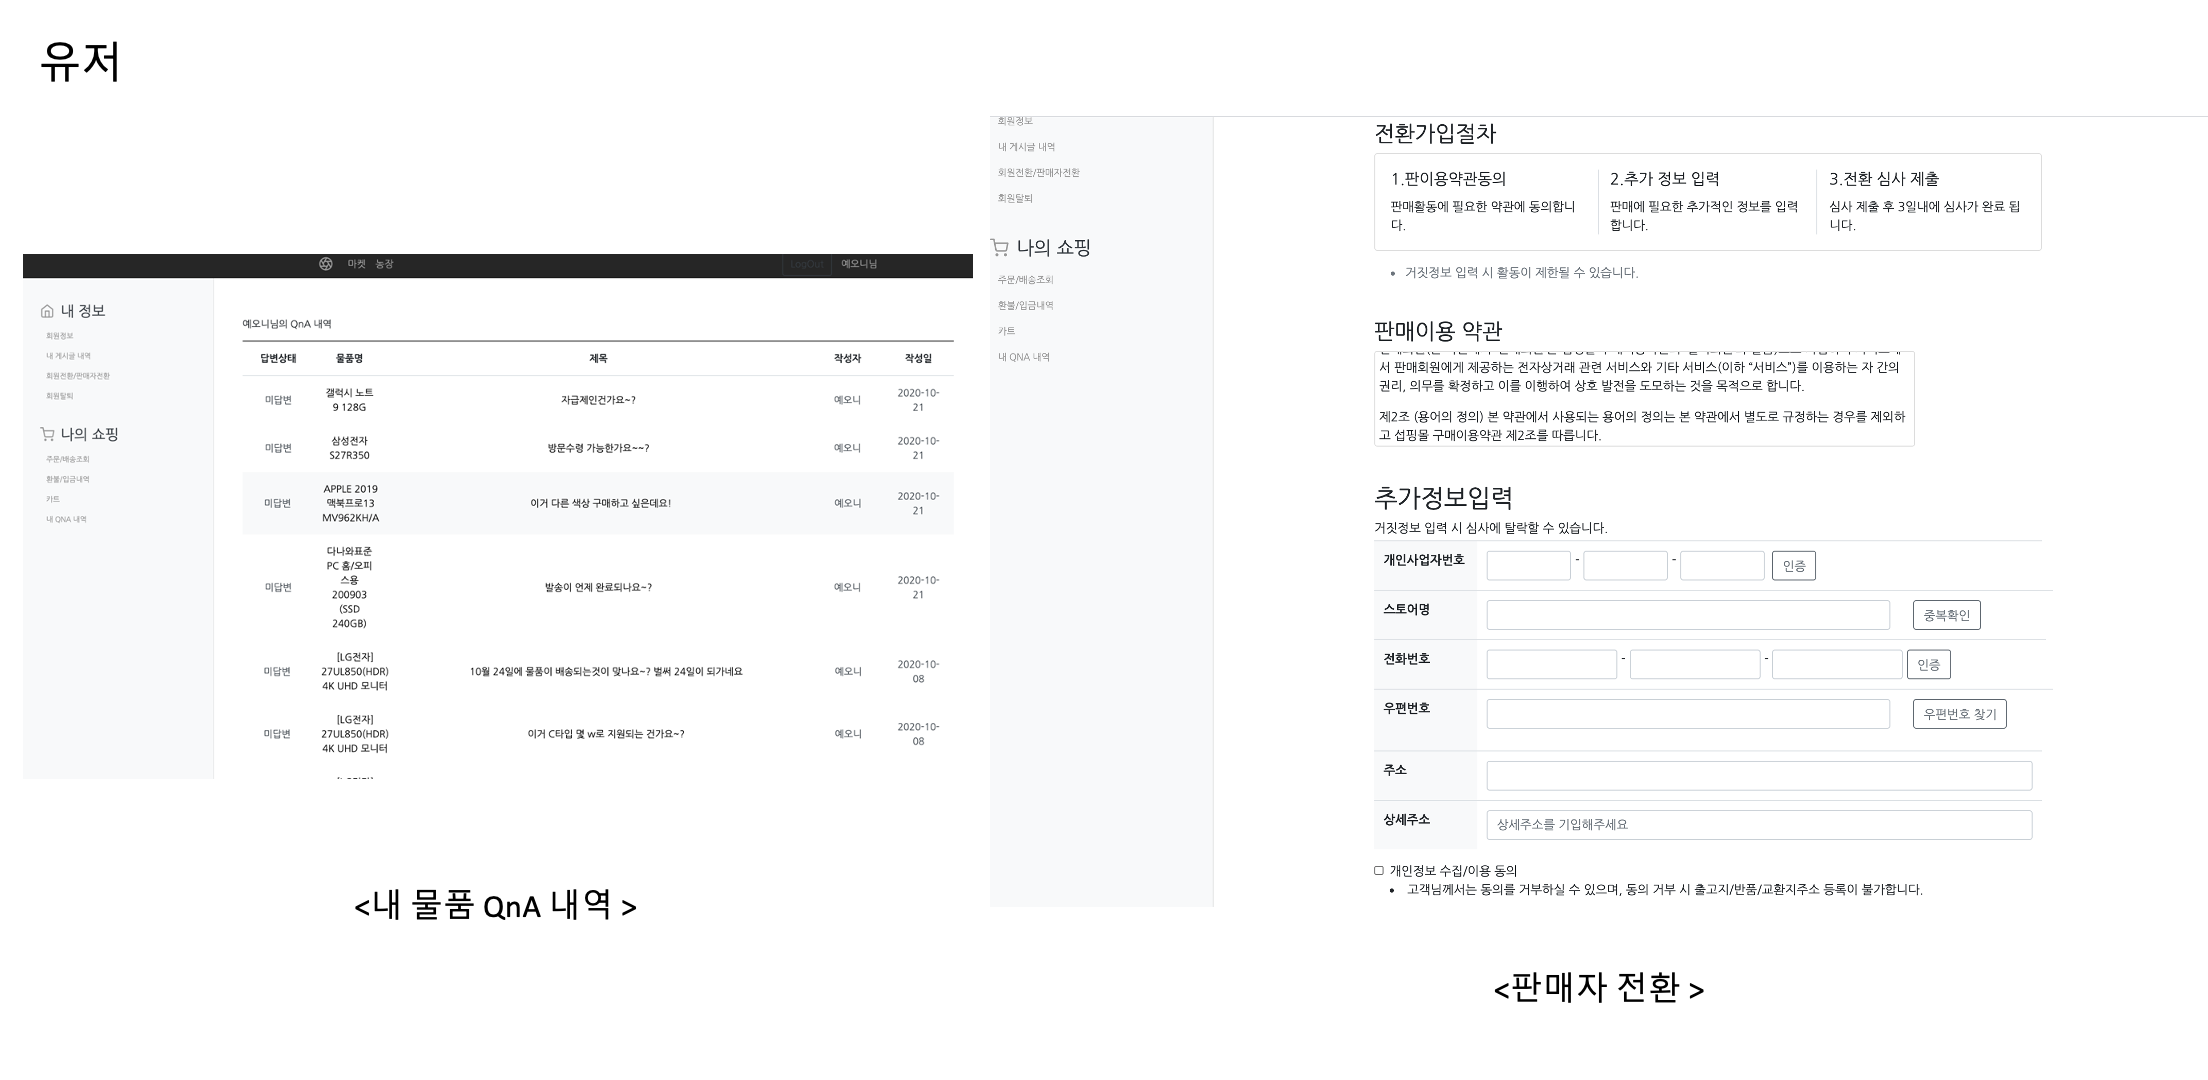 유저
마켓 농장 LogOut 예오니님
내 정보
회원정보
내 게시글 내역
회원전환/판매자전환
회원탈퇴
나의 쇼핑
주문/배송조회
환불/입금내역
카트
내 QNA 내역
예오니님의 QnA 내역
답변상태 물품명 제목 작성자 작성일
미답변 갤럭시 노트 자급제인건가요~? 예오니 2020-10-
9 128G 21
미답변 삼성전자 방문수령 가능한가요~~? 예오니 2020-10-
S27R350 21
APPLE 2019
미답변 맥북프로13 이거 다른 색상 구매하고 싶은데요! 예오니 2020-10-
MV962KH/A 21
다나와표준
PC 홈/오피
스용
미답변 200903 발송이 언제 완료되나요~? 예오니 2020-10-
(SSD 21
240GB)
[LG전자]
미답변 27UL850(HDR) 10월 24일에 물품이 배송되는것이 맞나요~? 벌써 24일이 되가네요 예오니 2020-10-
4K UHD 모니터 08
[LG전자]
미답변 27UL850(HDR) 이거 C타입 몇 w로 지원되는 건가요~? 예오니 2020-10-
4K UHD 모니터 08
<내 물품 QnA 내역 >
회원정보
내 게시글 내역
회원전환/판매자전환
회원탈퇴
나의 쇼핑
주문/배송조회
환불/입금내역
카트
내 QNA 내역
전환가입절차
1.판이용약관동의
판매활동에 필요한 약관에 동의합니
다.
2.추가 정보 입력
판매에 필요한 추가적인 정보를 입력
합니다.
3.전환 심사 제출
심사 제출 후 3일내에 심사가 완료 됩
니다.
• 거짓정보 입력 시 활동이 제한될 수 있습니다.
판매이용 약관
서 판매회원에게 제공하는 전자상거래 관련 서비스와 기타 서비스(이하 "서비스")를 이용하는 자 간의
권리, 의무를 확정하고 이를 이행하여 상호 발전을 도모하는 것을 목적으로 합니다.
제2조 (용어의 정의) 본 약관에서 사용되는 용어의 정의는 본 약관에서 별도로 규정하는 경우를 제외하
고 섭핑몰 구매이용약관 제2조를 따릅니다.
추가정보입력
거짓정보 입력 시 심사에 탈락할 수 있습니다.
개인사업자번호 - - 인증
스토어명 중복확인
전화번호 - - 인증
우편번호 우편번호 찾기
주소
상세주소 상세주소를 기입해주세요
개인정보 수집/이용 동의
• 고객님께서는 동의를 거부하실 수 있으며, 동의 거부 시 출고지/반품/교환지주소 등록이 불가합니다.
<판매자 전환 >